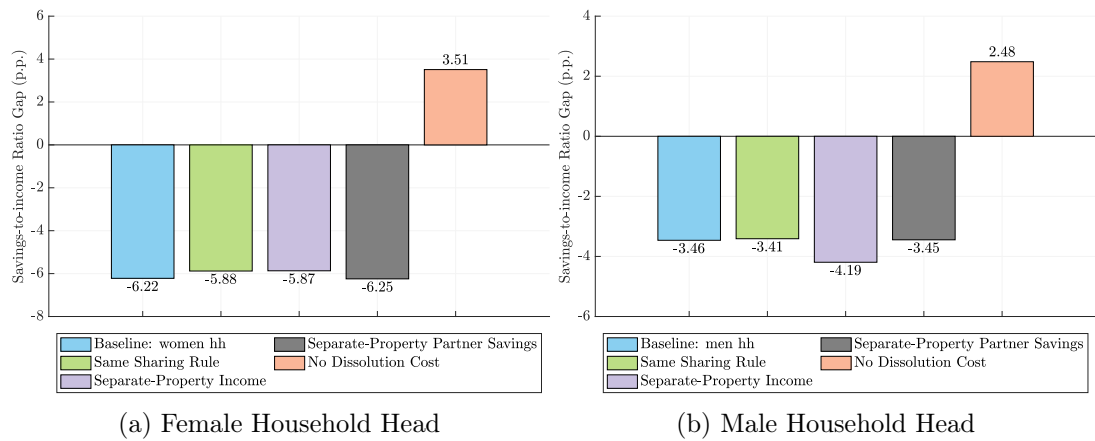 Savings-to-income Ratio Gap (p.p.)
6
4
2
0
-2
-4
-6
-8
-6.22
-5.88
-5.87
-6.25
3.51
Baseline: women hh
Same Sharing Rule
Separate-Property Income
Separate-Property Partner Savings
No Dissolution Cost
(a) Female Household Head
Savings-to-income Ratio Gap (p.p.)
4
2
0
-2
-4
-6
-3.46
-3.41
-4.19
-3.45
2.48
Baseline: men hh
Same Sharing Rule
Separate-Property Income
Separate-Property Partner Savings
No Dissolution Cost
(b) Male Household Head